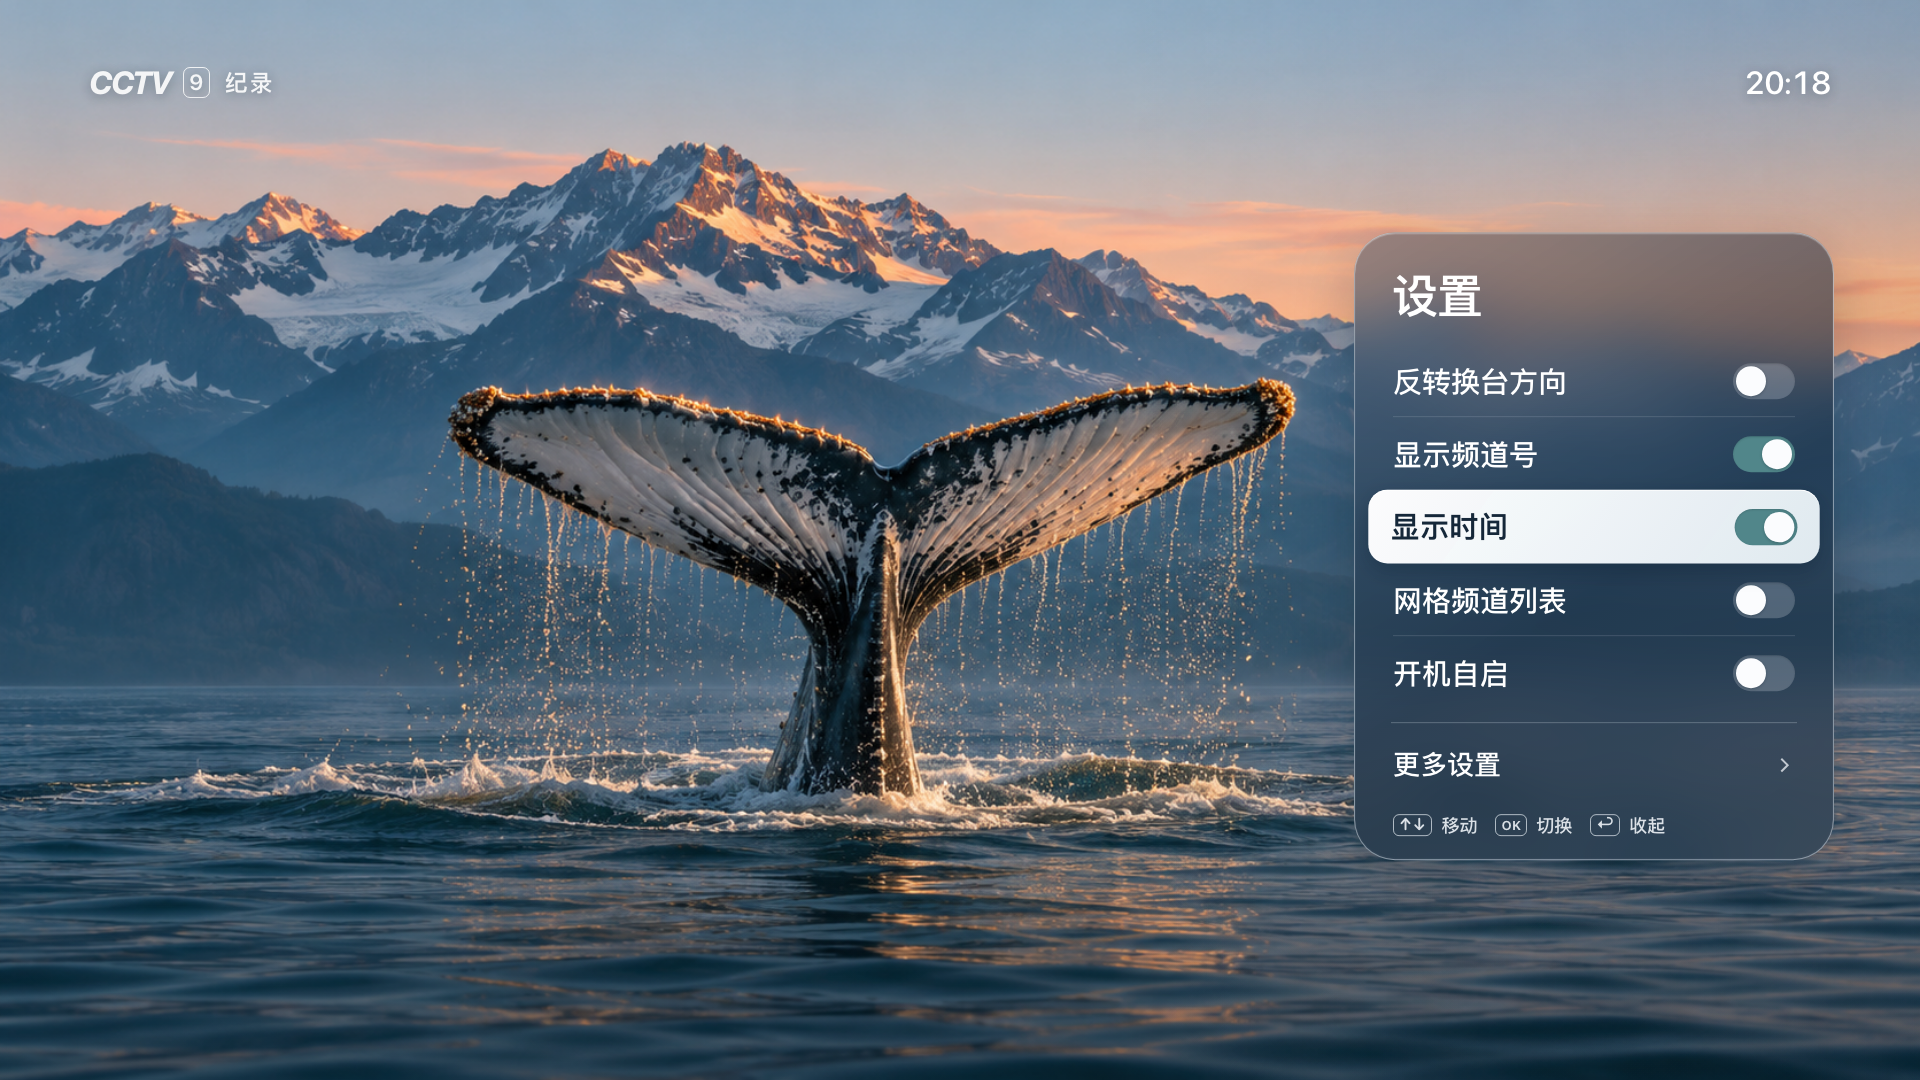 CCTV 9 纪录
20:18
设置
反转换台方向
显示频道号
显示时间
网格频道列表
开机自启
更多设置
↑↓ 移动 OK 切换 ↩ 收起